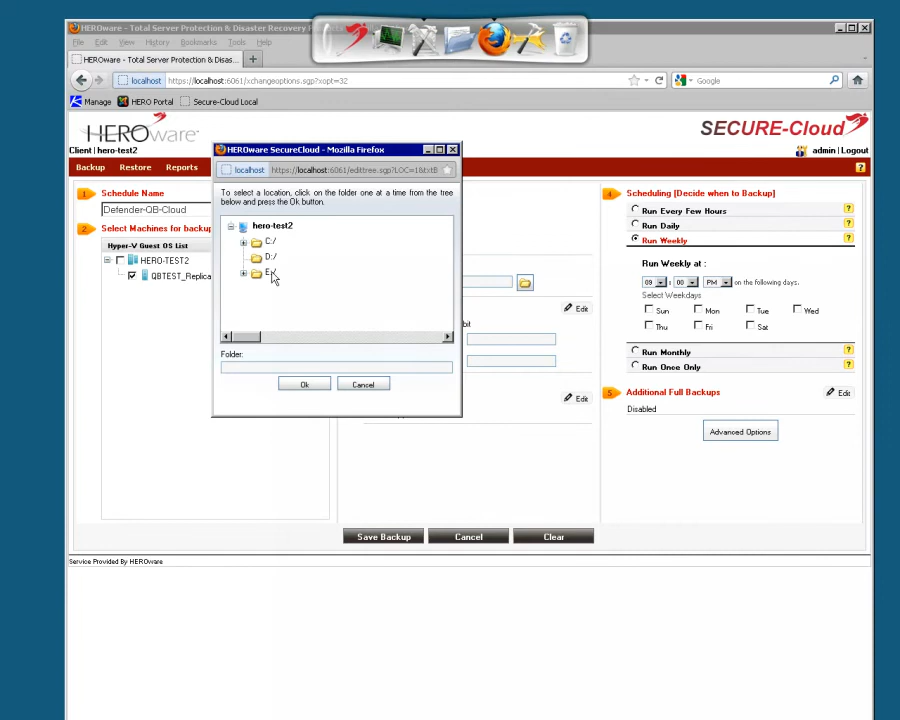 HEROware - Total Server Protection & Disaster Recovery P
File Edit View History Bookmarks Tools Help
HEROware - Total Server Protection & Disas... +
localhost https://localhost:6061/xchangeoptions.sgp?xopt=32
Google
Manage HERO Portal Secure-Cloud Local
HEROware
SECURE-Cloud
Client | hero-test2
admin | Logout
Backup Restore Reports
?
HEROware SecureCloud - Mozilla Firefox
localhost https://localhost:6061/edittree.sgp?LOC=18&txtB
To select a location, click on the folder one at a time from the tree
below and press the Ok button.
hero-test2
C:/
D:/
E:/
Folder:
Ok Cancel
1 Schedule Name
Defender-QB-Cloud
2 Select Machines for backup
Hyper-V Guest OS List
HERO-TEST2
QBTEST_Replica
Edit
bit
Edit
4 Scheduling [Decide when to Backup]
Run Every Few Hours ?
Run Daily ?
Run Weekly ?
Run Weekly at :
09 : 00 PM on the following days.
Select Weekdays
Sun Mon Tue Wed
Thu Fri Sat
Run Monthly ?
Run Once Only ?
5 Additional Full Backups Edit
Disabled
Advanced Options
Save Backup Cancel Clear
Service Provided By HEROware